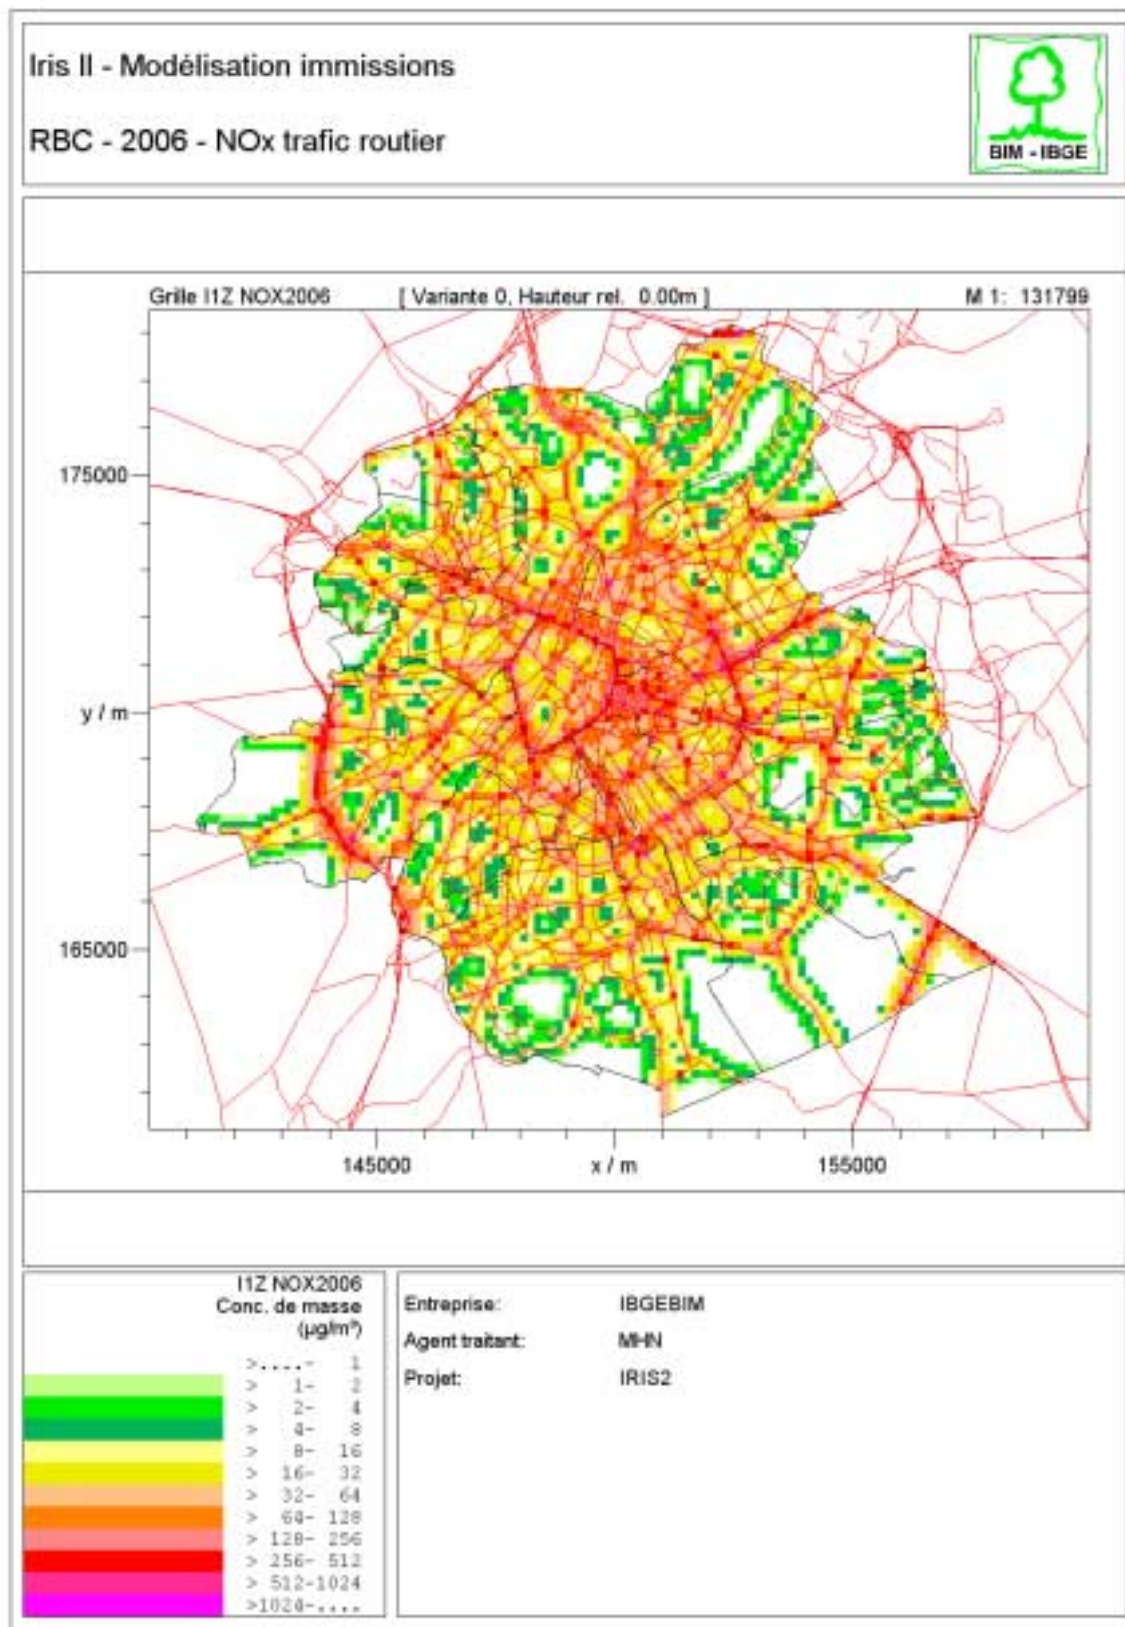 Iris II - Modélisation immissions
RBC - 2006 - NOx trafic routier
BIM - IBGE
Grille I1Z NOX2006 [ Variante 0, Hauteur rel. 0.00m ] M 1: 131799
175000
y / m
165000
145000 x / m 155000
I1Z NOX2006
Conc. de masse
(µg/m³)
>....- 1
> 1- 2
> 2- 4
> 4- 8
> 8- 16
> 16- 32
> 32- 64
> 64- 128
> 128- 256
> 256- 512
> 512-1024
>1024-....
Entreprise: IBGEBIM
Agent traitant: MHN
Projet: IRIS2